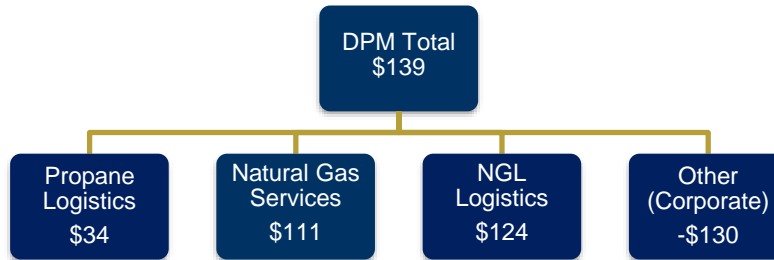 DPM Total
$139
Propane
Logistics
$34
Natural Gas
Services
$111
NGL
Logistics
$124
Other
(Corporate)
-$130